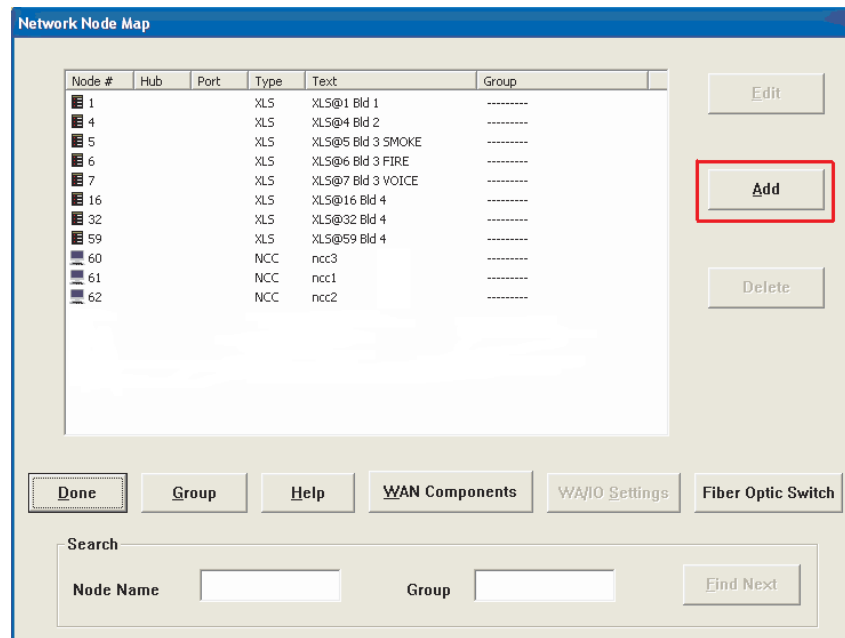 Network Node Map
Node # Hub Port Type Text Group
1 XLS XLS@1 Bld 1 ---------
4 XLS XLS@4 Bld 2 ---------
5 XLS XLS@5 Bld 3 SMOKE ---------
6 XLS XLS@6 Bld 3 FIRE ---------
7 XLS XLS@7 Bld 3 VOICE ---------
16 XLS XLS@16 Bld 4 ---------
32 XLS XLS@32 Bld 4 ---------
59 XLS XLS@59 Bld 4 ---------
60 NCC ncc3 ---------
61 NCC ncc1 ---------
62 NCC ncc2 ---------
Edit
Add
Delete
Done Group Help WAN Components WA/IO Settings Fiber Optic Switch
Search
Node Name Group Find Next